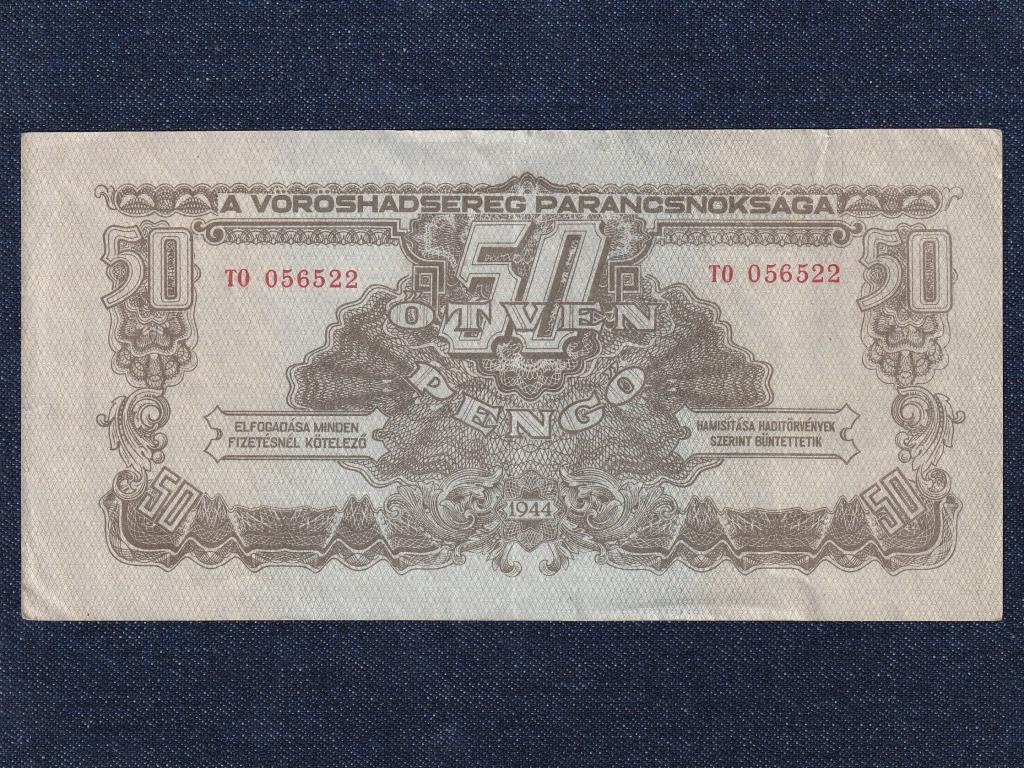 A VÖRÖSHADSEREG PARANCSNOKSÁGA
50 50 50
TO 056522 TO 056522
ÖTVEN
PENGŐ
ELFOGADÁSA MINDEN
FIZETÉSNÉL KÖTELEZŐ
HAMISÍTÁSA HADITÖRVÉNYEK
SZERINT BÜNTETTETIK
50 1944 50